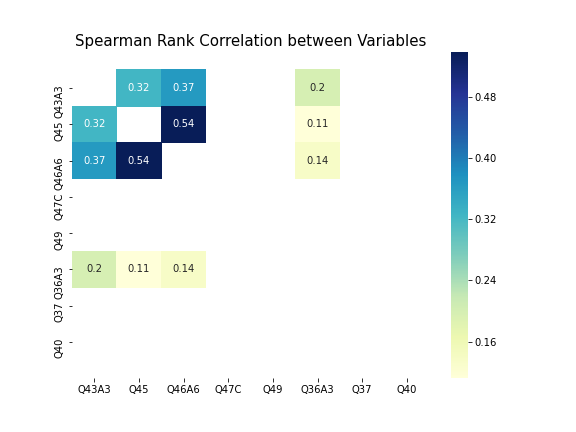 Spearman Rank Correlation between Variables
Q43A3
0.32
0.37
0.2
Q45
0.32
0.54
0.11
Q46A6
0.37
0.54
0.14
Q47C
Q49
Q36A3
0.2
0.11
0.14
Q37
Q40
Q43A3 Q45 Q46A6 Q47C Q49 Q36A3 Q37 Q40
0.48
0.40
0.32
0.24
0.16